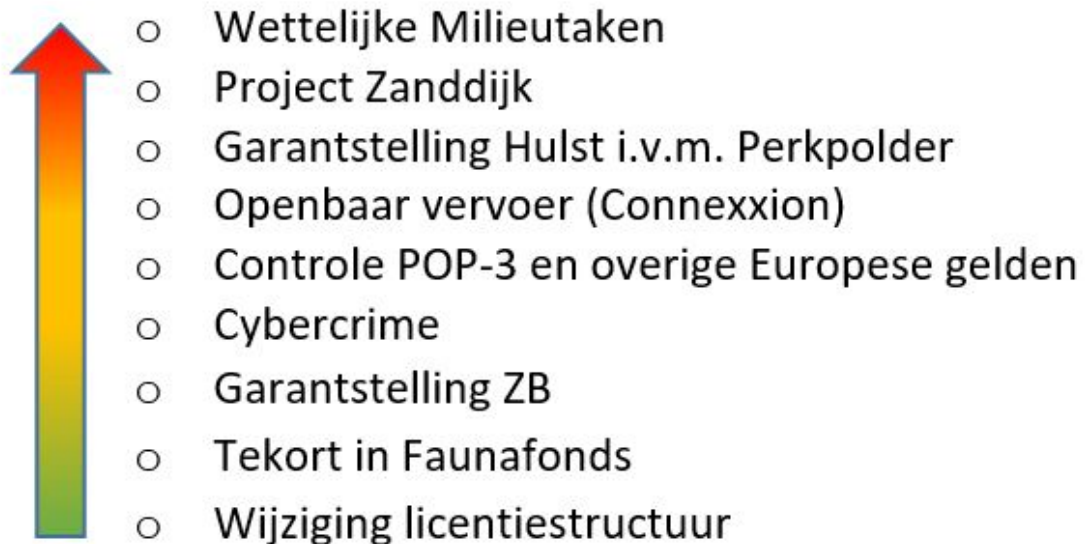 Wettelijke Milieutaken
Project Zanddijk
Garantstelling Hulst i.v.m. Perkpolder
Openbaar vervoer (Connexxion)
Controle POP-3 en overige Europese gelden
Cybercrime
Garantstelling ZB
Tekort in Faunafonds
Wijziging licentiestructuur